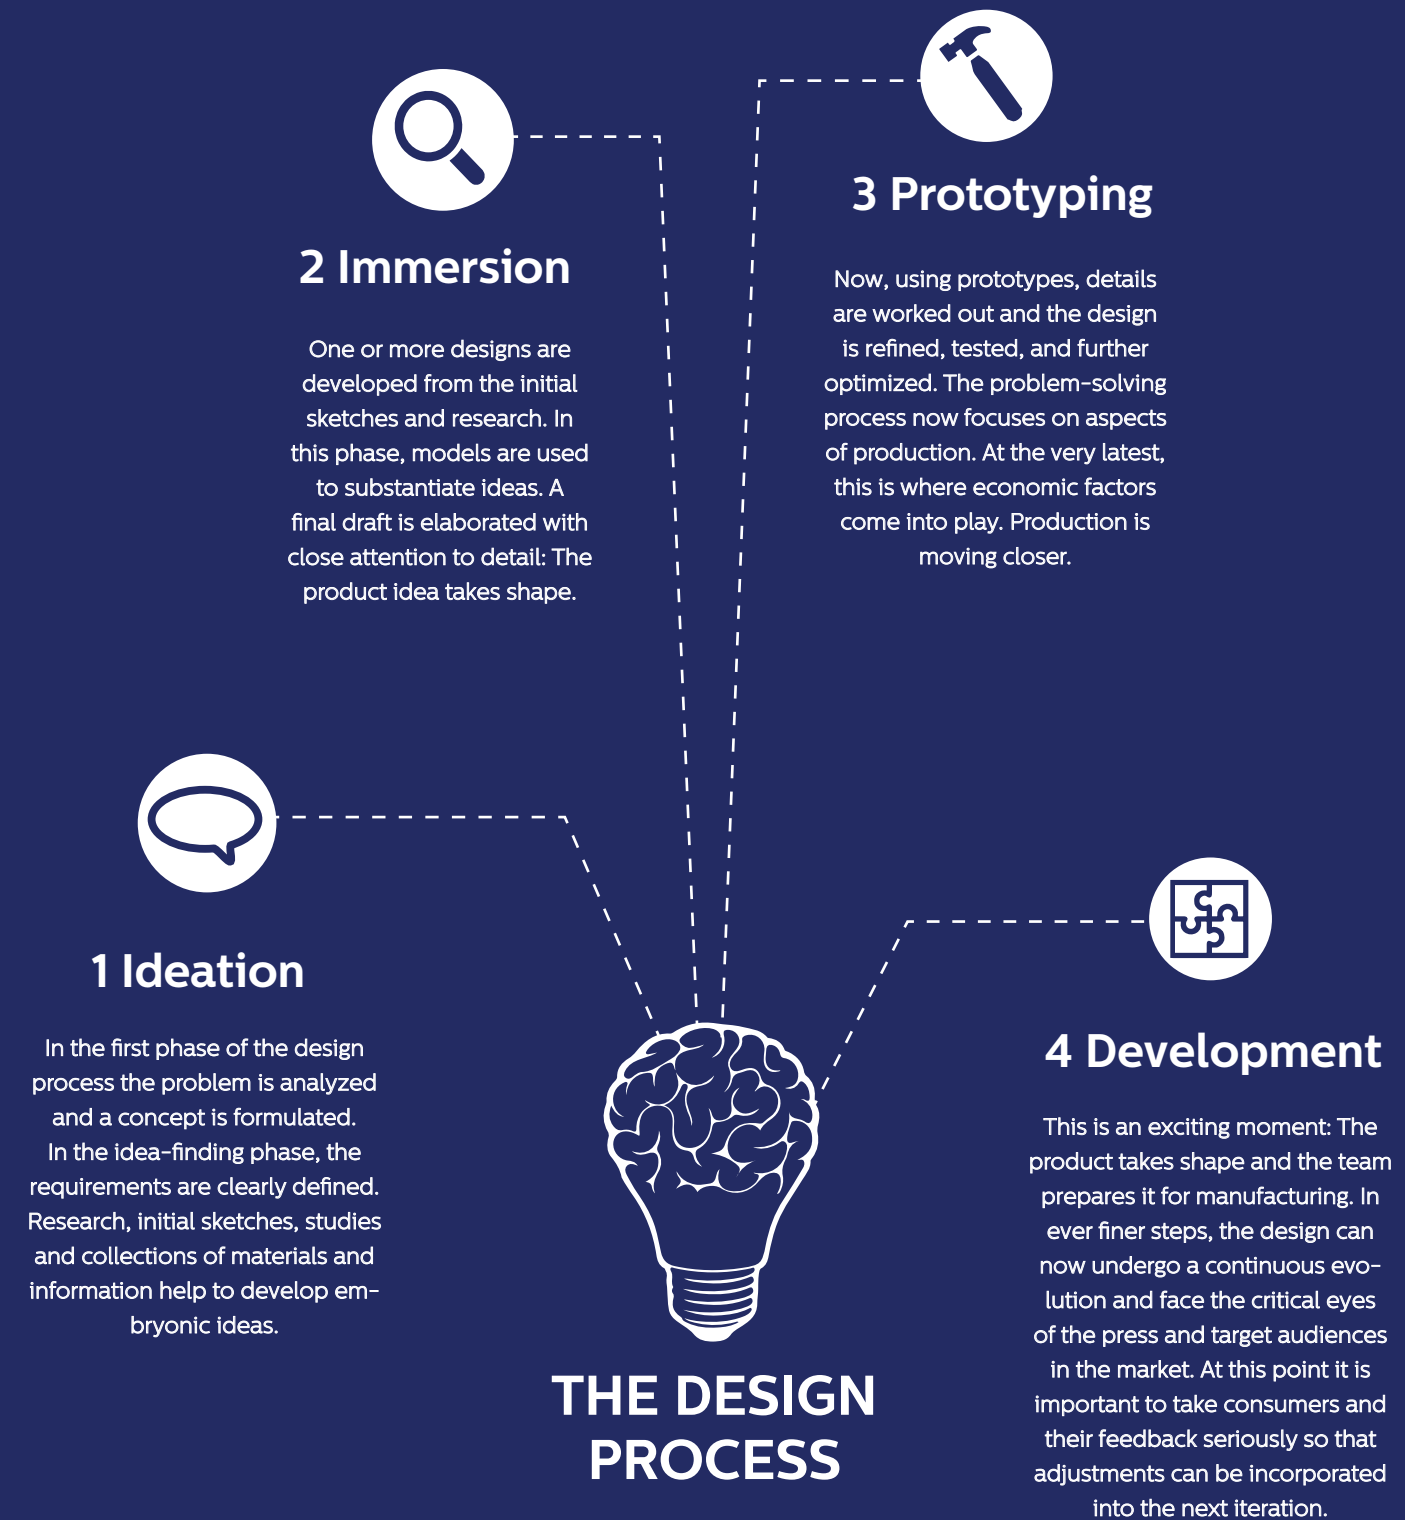 1 Ideation
In the first phase of the design
process the problem is analyzed
and a concept is formulated.
In the idea-finding phase, the
requirements are clearly defined.
Research, initial sketches, studies
and collections of materials and
information help to develop em-
bryonic ideas.
2 Immersion
One or more designs are
developed from the initial
sketches and research. In
this phase, models are used
to substantiate ideas. A
final draft is elaborated with
close attention to detail: The
product idea takes shape.
3 Prototyping
Now, using prototypes, details
are worked out and the design
is refined, tested, and further
optimized. The problem-solving
process now focuses on aspects
of production. At the very latest,
this is where economic factors
come into play. Production is
moving closer.
4 Development
This is an exciting moment: The
product takes shape and the team
prepares it for manufacturing. In
ever finer steps, the design can
now undergo a continuous evo-
lution and face the critical eyes
of the press and target audiences
in the market. At this point it is
important to take consumers and
their feedback seriously so that
adjustments can be incorporated
into the next iteration.
THE DESIGN
PROCESS